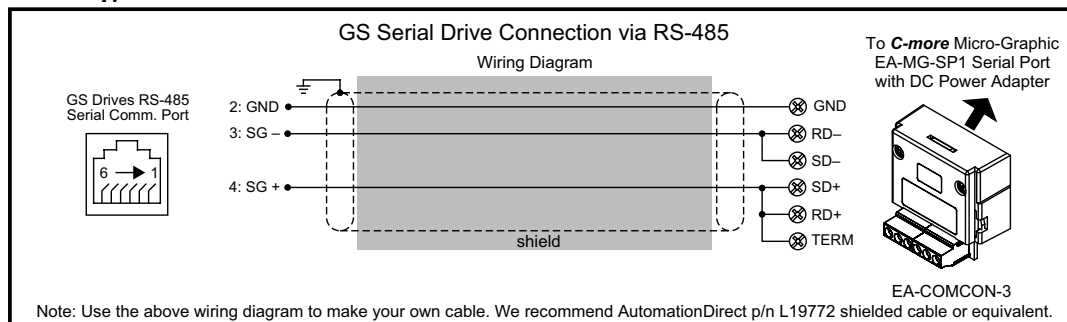 GS Serial Drive Connection via RS-485
Wiring Diagram
To C-more Micro-Graphic
EA-MG-SP1 Serial Port
with DC Power Adapter
GS Drives RS-485
Serial Comm. Port
6 1
2: GND
3: SG –
4: SG +
GND
RD–
SD–
SD+
RD+
TERM
shield
EA-COMCON-3
Note: Use the above wiring diagram to make your own cable. We recommend AutomationDirect p/n L19772 shielded cable or equivalent.